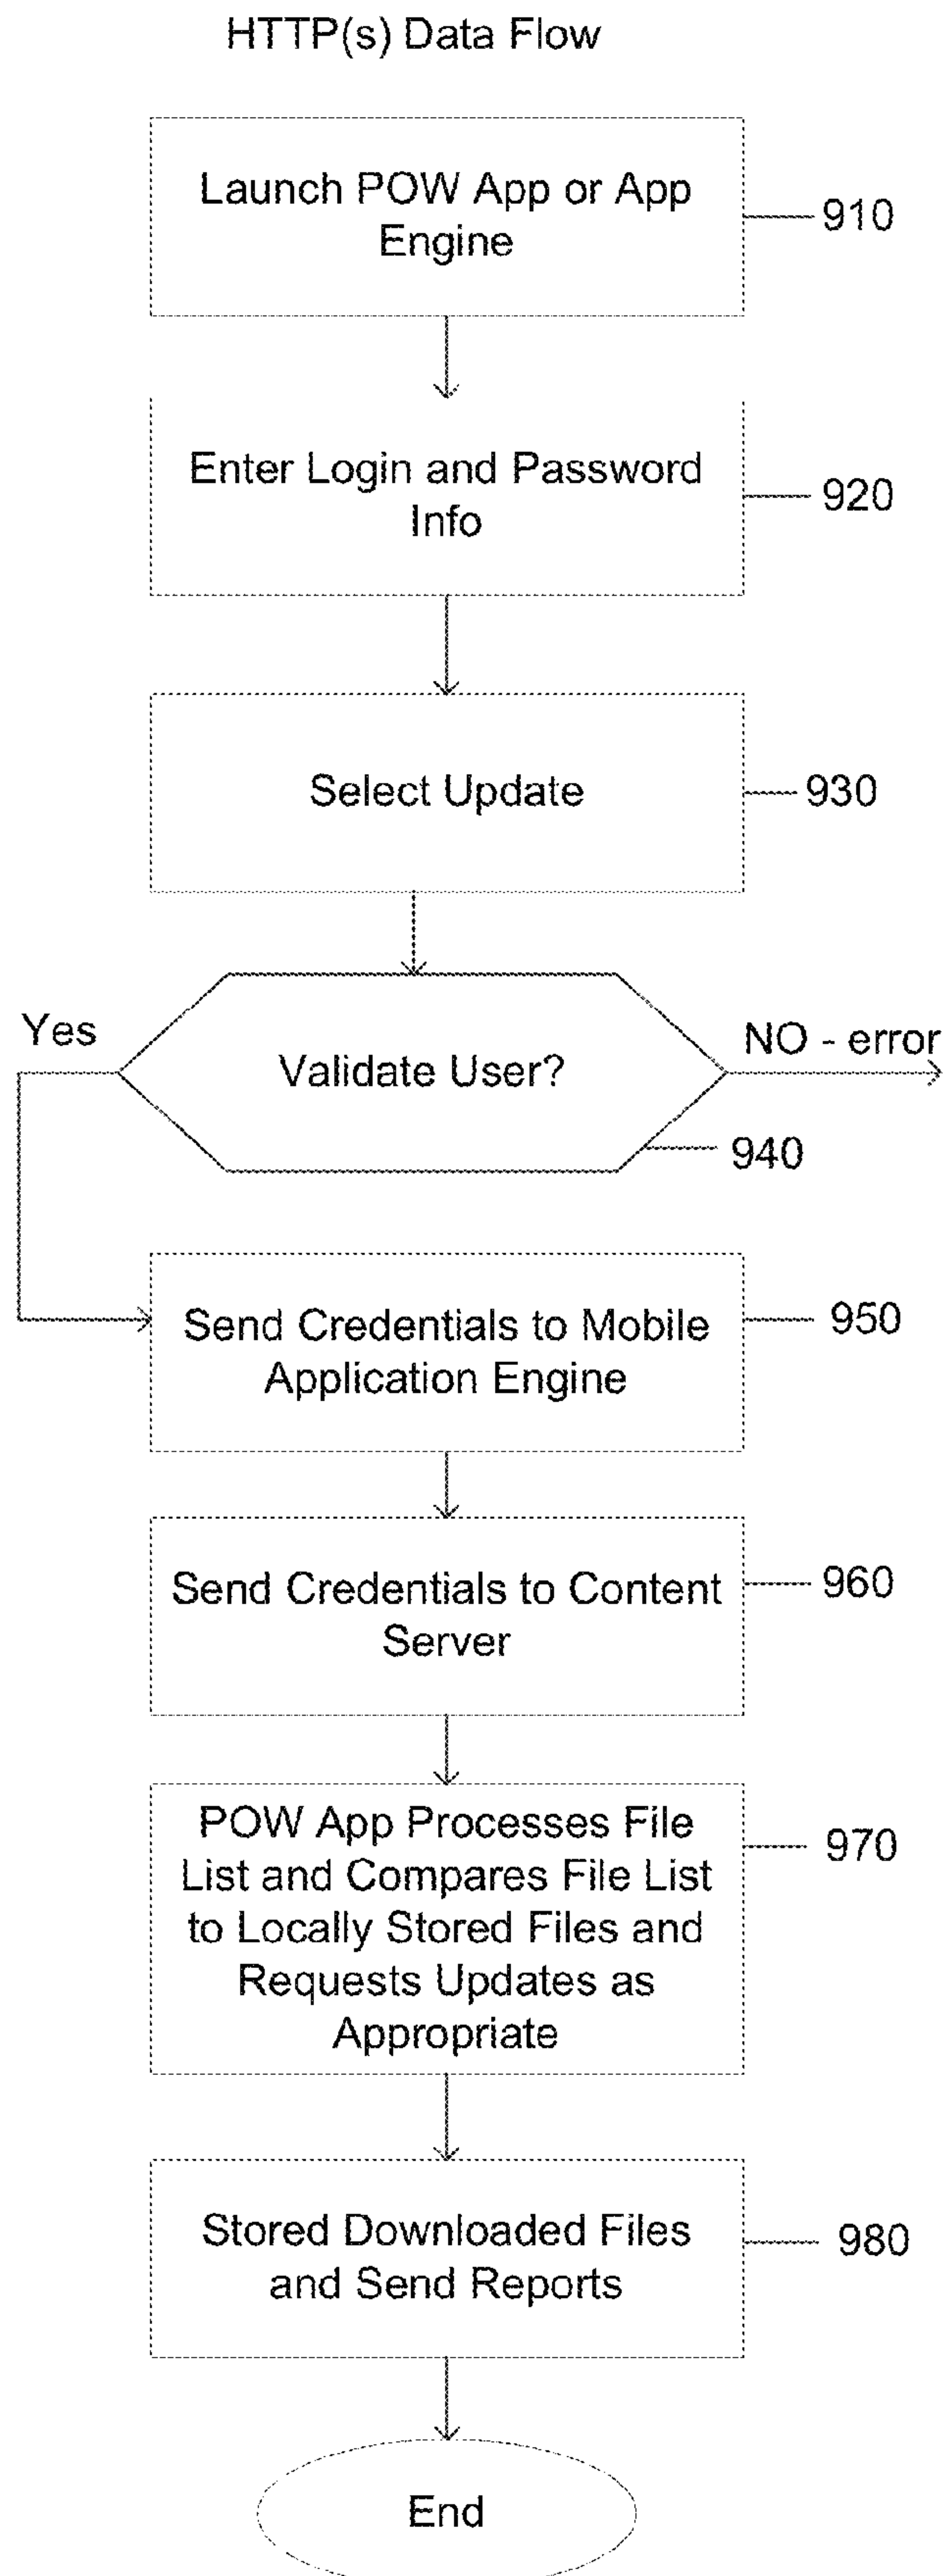 HTTP(s) Data Flow
Launch POW App or App
Engine
910
Enter Login and Password
Info
920
Select Update
930
Yes
Validate User?
NO - error
940
Send Credentials to Mobile
Application Engine
950
Send Credentials to Content
Server
960
POW App Processes File
List and Compares File List
to Locally Stored Files and
Requests Updates as
Appropriate
970
Stored Downloaded Files
and Send Reports
980
End